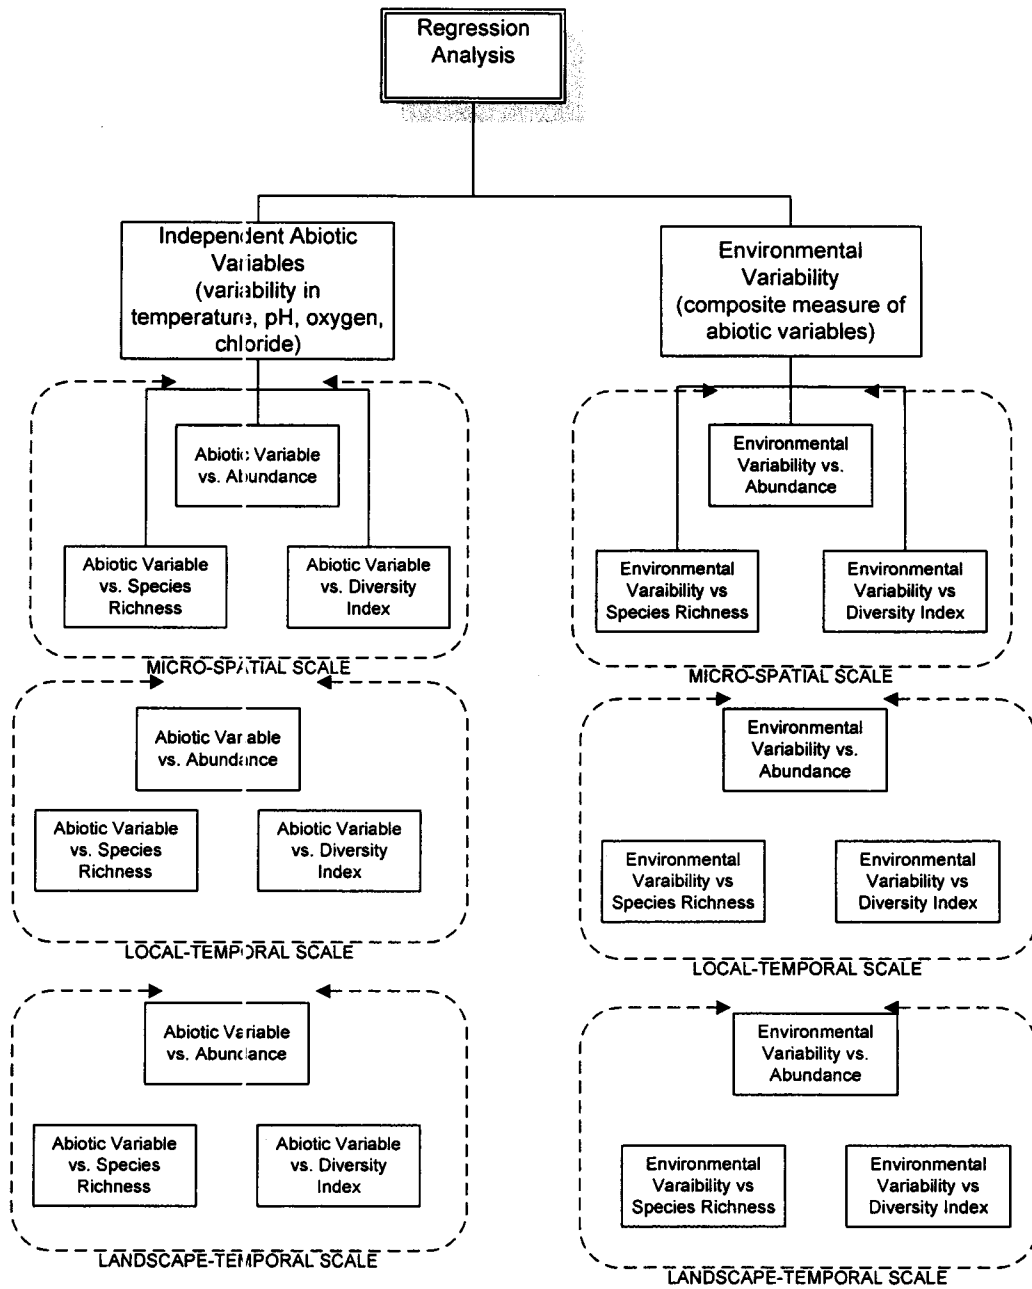 Regression
Analysis
Independent Abiotic
Variables
(variability in
temperature, pH, oxygen,
chloride)
Environmental
Variability
(composite measure of
abiotic variables)
Abiotic Variable
vs. Abundance
Abiotic Variable
vs. Species
Richness
Abiotic Variable
vs. Diversity
Index
MICRO-SPATIAL SCALE
Environmental
Variability vs.
Abundance
Environmental
Varaibility vs
Species Richness
Environmental
Variability vs
Diversity Index
MICRO-SPATIAL SCALE
Abiotic Variable
vs. Abundance
Abiotic Variable
vs. Species
Richness
Abiotic Variable
vs. Diversity
Index
LOCAL-TEMPORAL SCALE
Environmental
Variability vs.
Abundance
Environmental
Varaibility vs
Species Richness
Environmental
Variability vs
Diversity Index
LOCAL-TEMPORAL SCALE
Abiotic Variable
vs. Abundance
Abiotic Variable
vs. Species
Richness
Abiotic Variable
vs. Diversity
Index
LANDSCAPE-TEMPORAL SCALE
Environmental
Variability vs.
Abundance
Environmental
Varaibility vs
Species Richness
Environmental
Variability vs
Diversity Index
LANDSCAPE-TEMPORAL SCALE